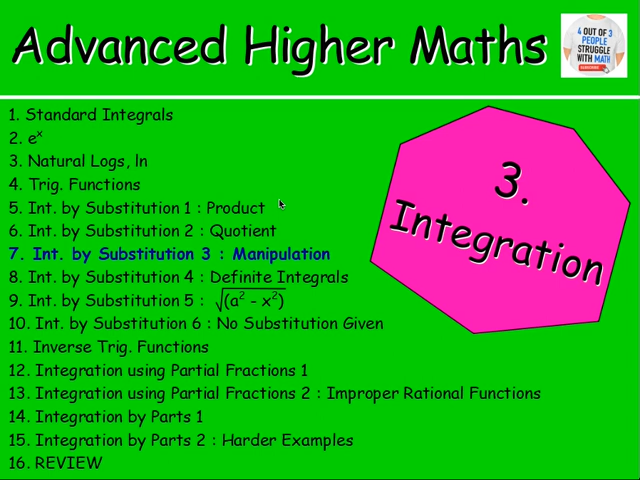 Advanced Higher Maths
4 OUT OF 3
PEOPLE
STRUGGLE
WITH MATH
1. Standard Integrals
2. eˣ
3. Natural Logs, ln
4. Trig. Functions
5. Int. by Substitution 1 : Product
6. Int. by Substitution 2 : Quotient
7. Int. by Substitution 3 : Manipulation
8. Int. by Substitution 4 : Definite Integrals
9. Int. by Substitution 5 : √(a² - x²)
10. Int. by Substitution 6 : No Substitution Given
11. Inverse Trig. Functions
12. Integration using Partial Fractions 1
13. Integration using Partial Fractions 2 : Improper Rational Functions
14. Integration by Parts 1
15. Integration by Parts 2 : Harder Examples
16. REVIEW
3.
Integration